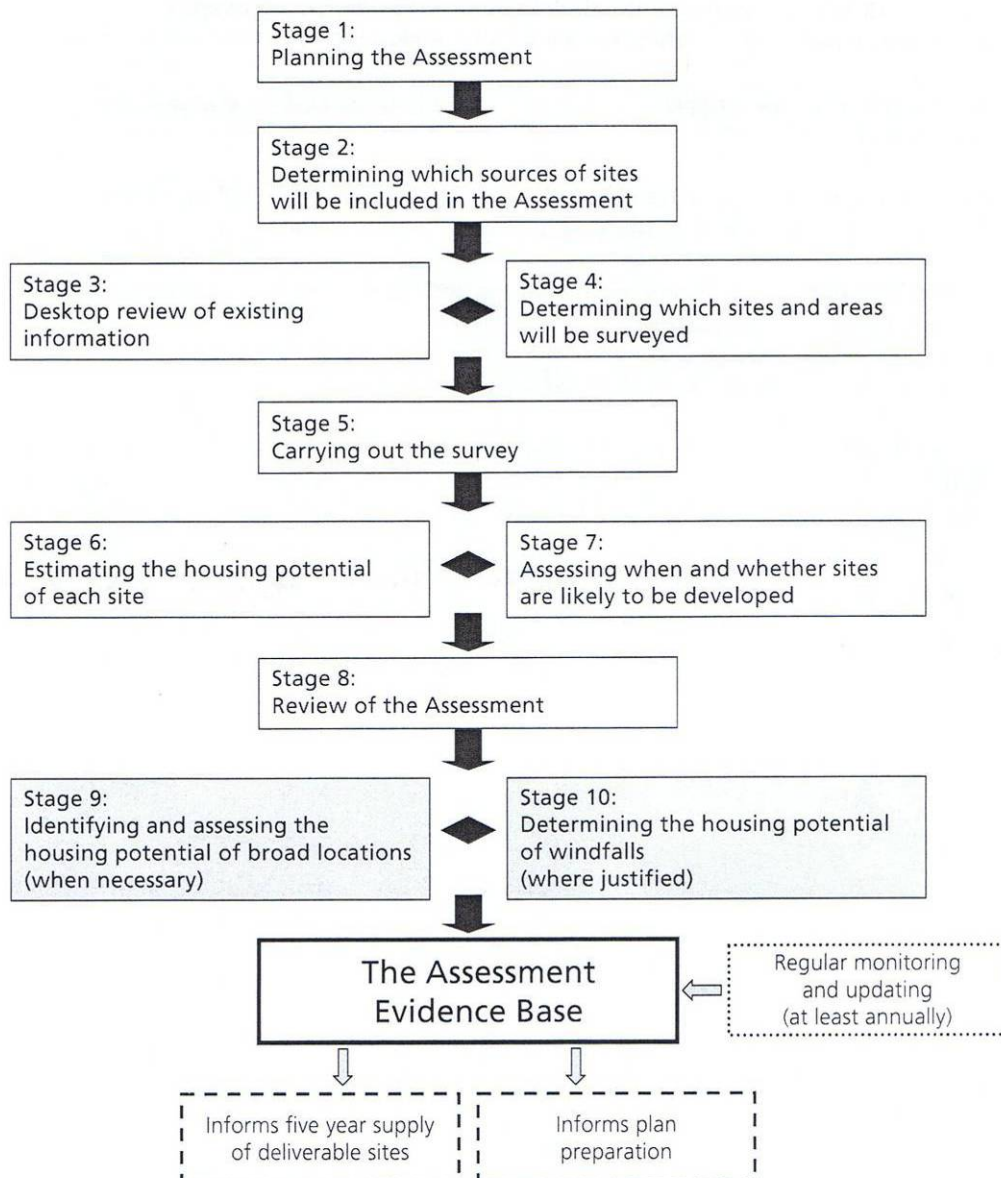 Stage 1:
Planning the Assessment
Stage 2:
Determining which sources of sites
will be included in the Assessment
Stage 3:
Desktop review of existing
information
Stage 4:
Determining which sites and areas
will be surveyed
Stage 5:
Carrying out the survey
Stage 6:
Estimating the housing potential
of each site
Stage 7:
Assessing when and whether sites
are likely to be developed
Stage 8:
Review of the Assessment
Stage 9:
Identifying and assessing the
housing potential of broad locations
(when necessary)
Stage 10:
Determining the housing potential
of windfalls
(where justified)
The Assessment
Evidence Base
Regular monitoring
and updating
(at least annually)
Informs five year supply
of deliverable sites
Informs plan
preparation